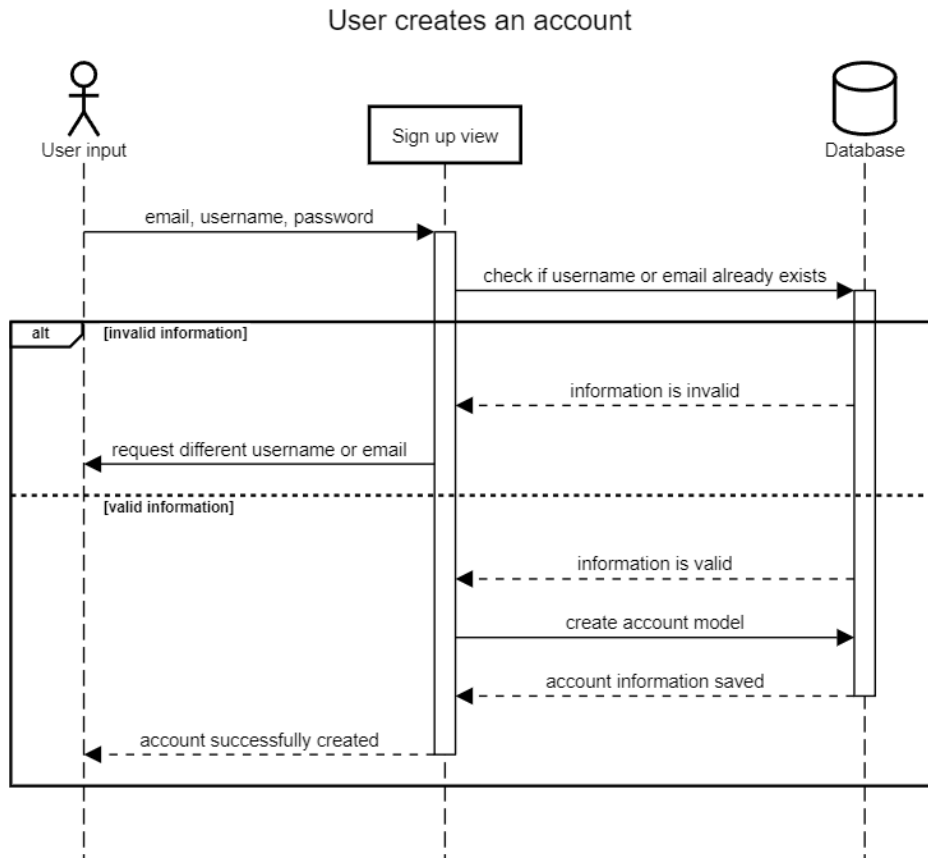 User creates an account
User input
Sign up view
Database
email, username, password
check if username or email already exists
alt
[invalid information]
information is invalid
request different username or email
[valid information]
information is valid
create account model
account information saved
account successfully created